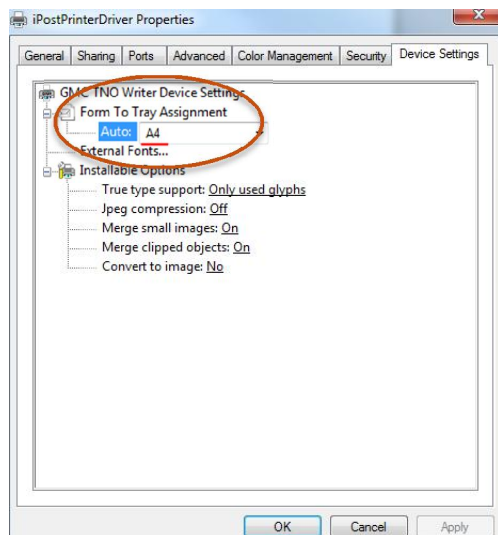 iPostPrinterDriver Properties
General Sharing Ports Advanced Color Management Security Device Settings
GMC TNO Writer Device Settings
Form To Tray Assignment
Auto: A4
External Fonts...
Installable Options
True type support: Only used glyphs
Jpeg compression: Off
Merge small images: On
Merge clipped objects: On
Convert to image: No
OK Cancel Apply